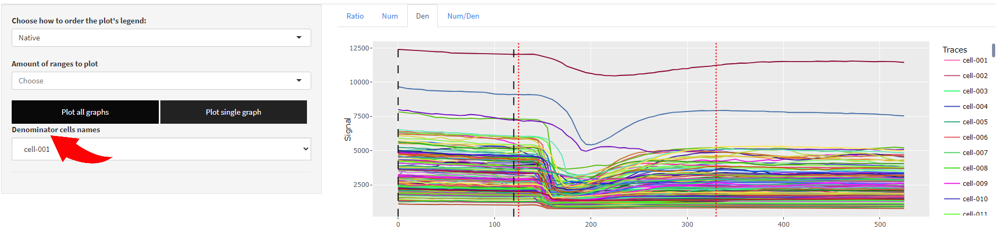 Choose how to order the plot's legend:
Native
Amount of ranges to plot
Choose
Plot all graphs
Plot single graph
Denominator cells names
cell-001
Ratio
Num
Den
Num/Den
Signal
12500
10000
7500
5000
2500
0
100
200
300
400
500
Traces
cell-001
cell-002
cell-003
cell-004
cell-005
cell-006
cell-007
cell-008
cell-009
cell-010
cell-011